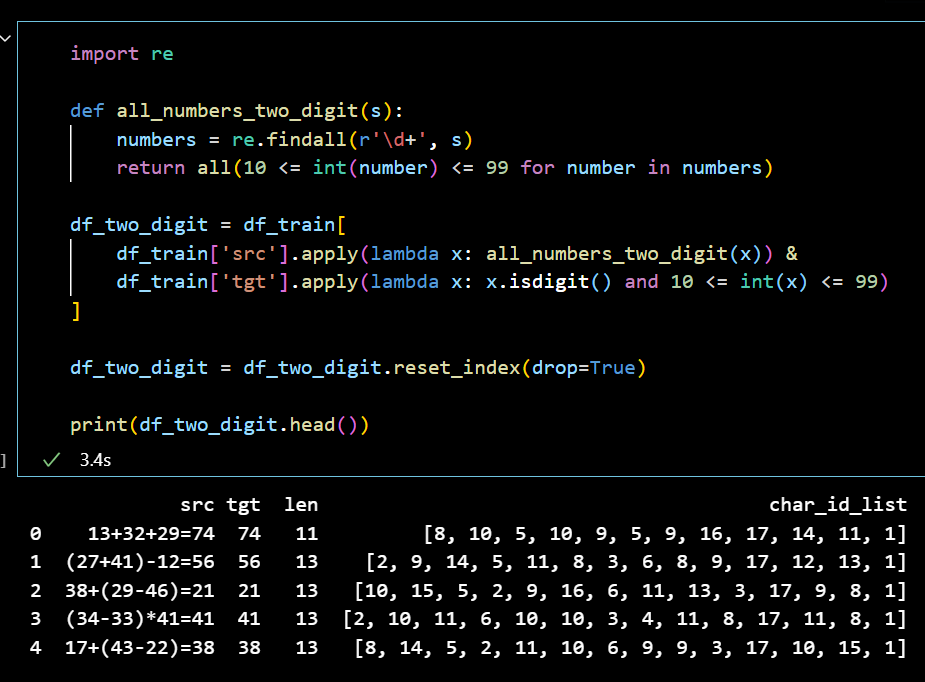 import re
def all_numbers_two_digit(s):
numbers = re.findall(r'\d+', s)
return all(10 <= int(number) <= 99 for number in numbers)
df_two_digit = df_train[
df_train['src'].apply(lambda x: all_numbers_two_digit(x)) &
df_train['tgt'].apply(lambda x: x.isdigit() and 10 <= int(x) <= 99)
]
df_two_digit = df_two_digit.reset_index(drop=True)
print(df_two_digit.head())
] ✓ 3.4s
src tgt len char_id_list
0 13+32+29=74 74 11 [8, 10, 5, 10, 9, 5, 9, 16, 17, 14, 11, 1]
1 (27+41)-12=56 56 13 [2, 9, 14, 5, 11, 8, 3, 6, 8, 9, 17, 12, 13, 1]
2 38+(29-46)=21 21 13 [10, 15, 5, 2, 9, 16, 6, 11, 13, 3, 17, 9, 8, 1]
3 (34-33)*41=41 41 13 [2, 10, 11, 6, 10, 10, 3, 4, 11, 8, 17, 11, 8, 1]
4 17+(43-22)=38 38 13 [8, 14, 5, 2, 11, 10, 6, 9, 9, 3, 17, 10, 15, 1]